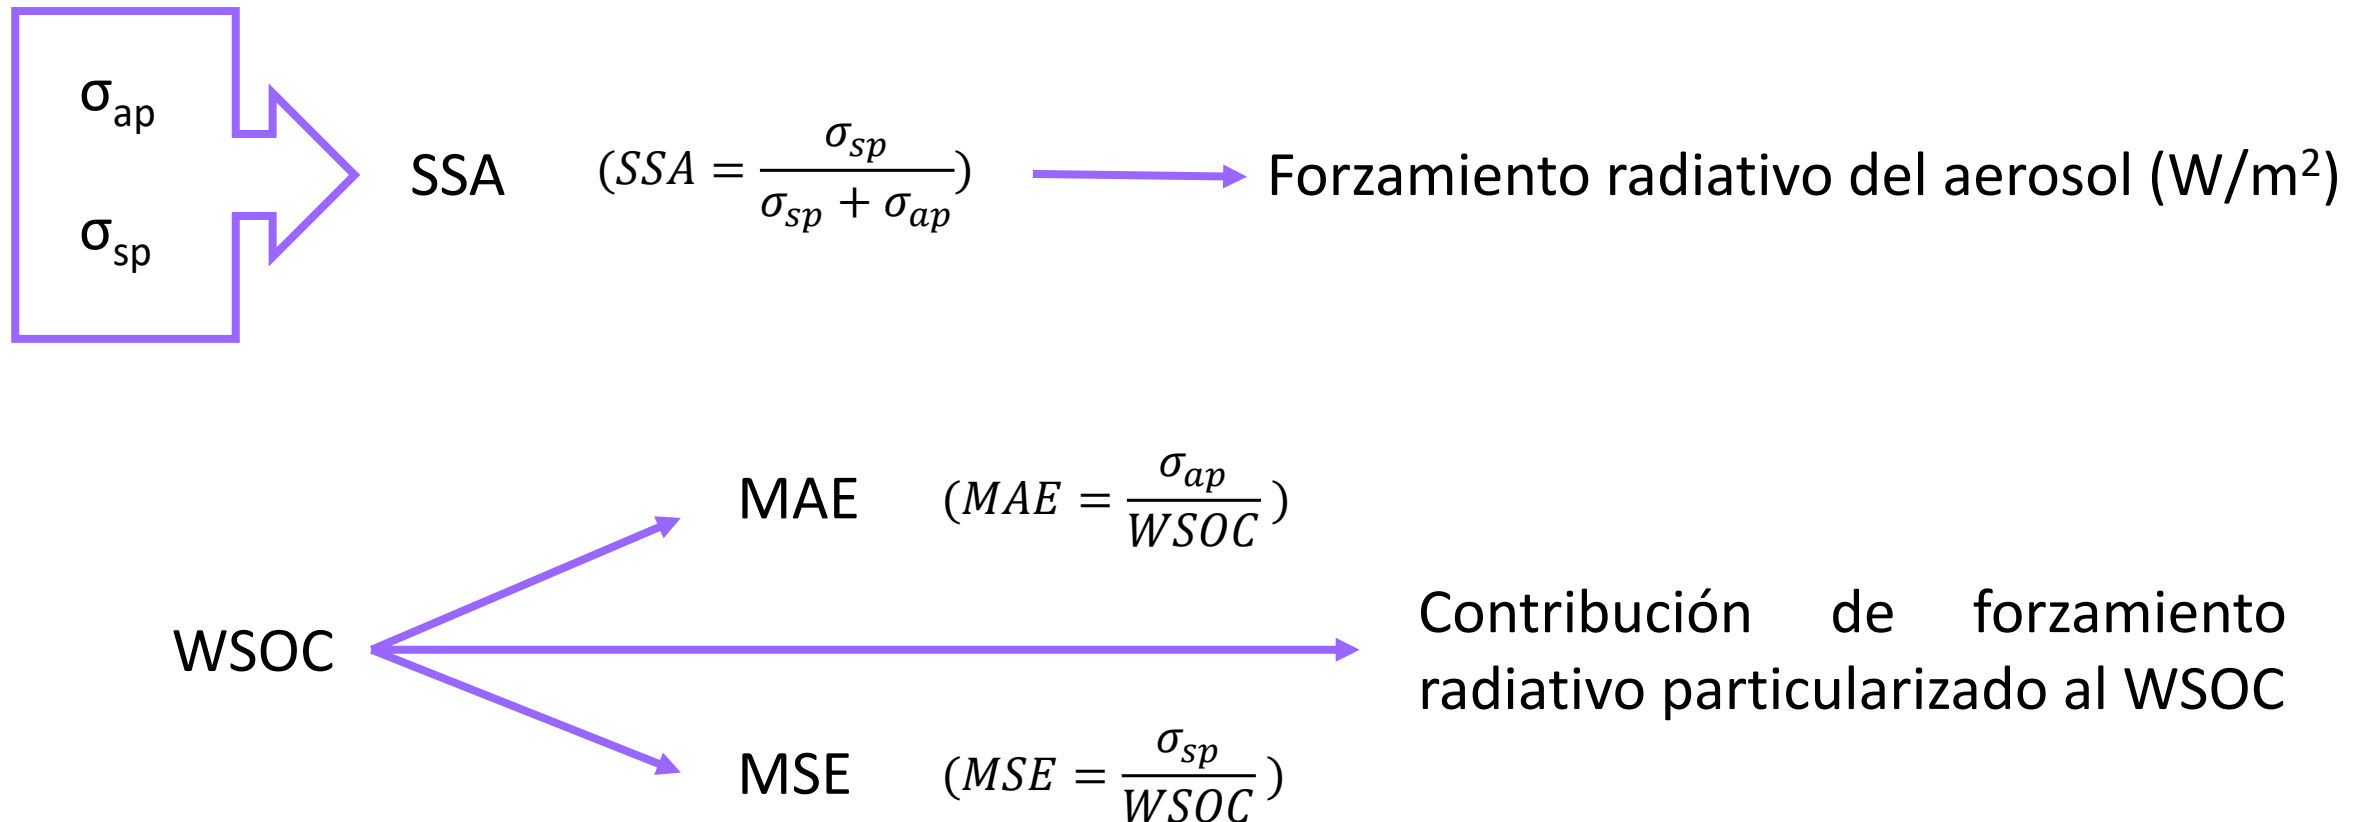 σap
σsp
SSA (SSA = σsp / (σsp + σap)) Forzamiento radiativo del aerosol (W/m²)
MAE (MAE = σap / WSOC)
WSOC
Contribución de forzamiento
radiativo particularizado al WSOC
MSE (MSE = σsp / WSOC)